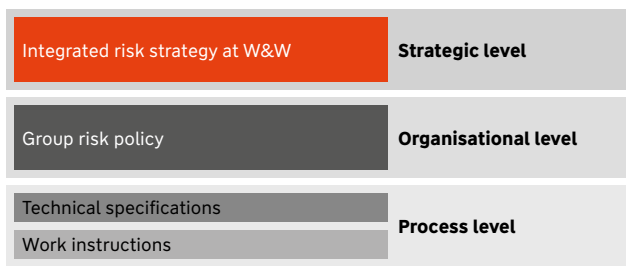 Integrated risk strategy at W&W
Strategic level
Group risk policy
Organisational level
Technical specifications
Work instructions
Process level